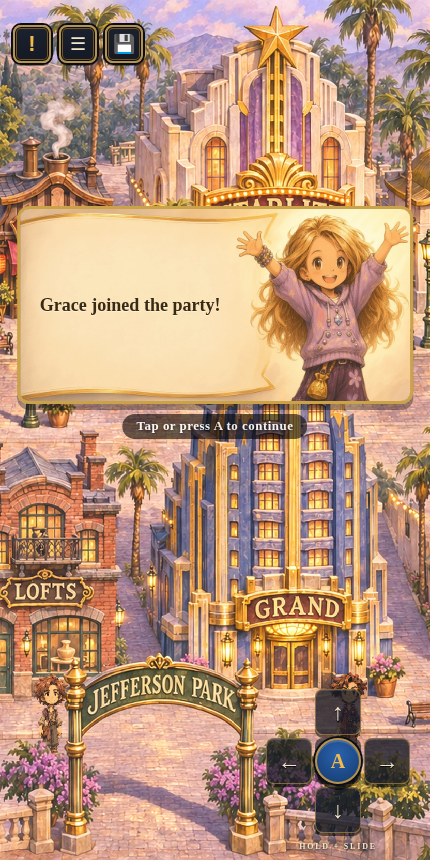 !
☰
Grace joined the party!
Tap or press A to continue
LOFTS
GRAND
JEFFERSON PARK
↑
← A →
↓
HOLD + SLIDE